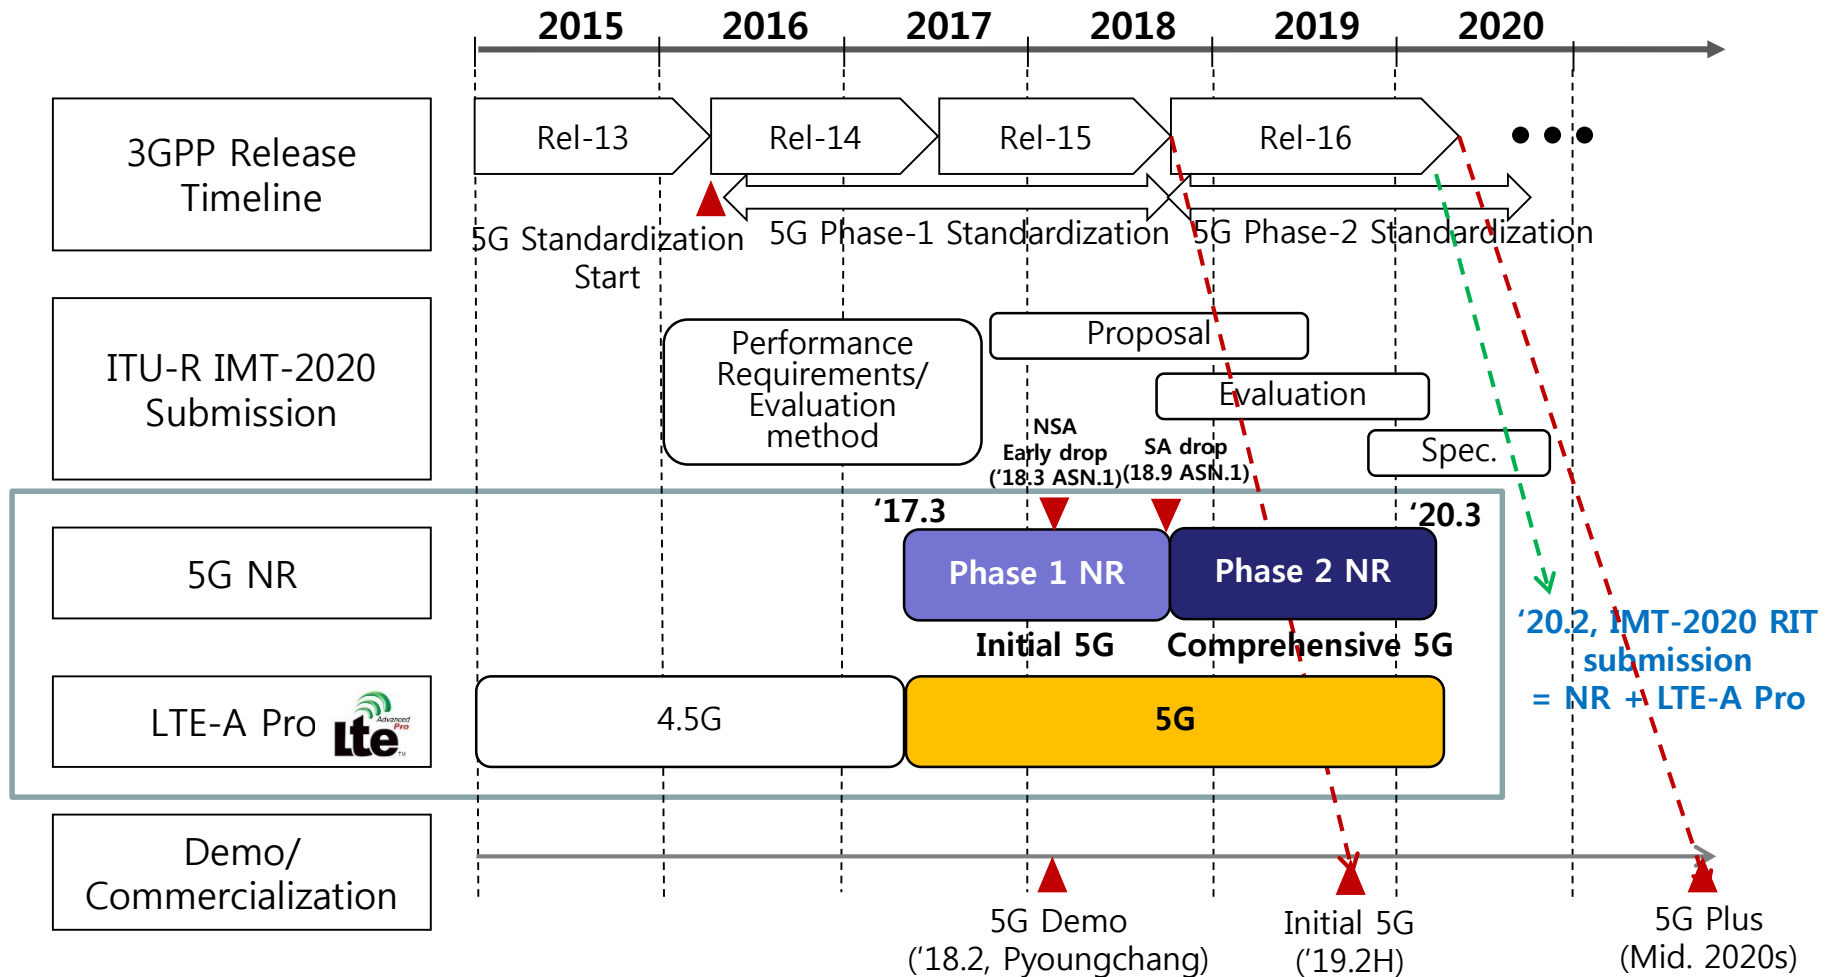 2015 2016 2017 2018 2019 2020
3GPP Release
Timeline
Rel-13
Rel-14
Rel-15
Rel-16
5G Standardization
Start
5G Phase-1 Standardization
5G Phase-2 Standardization
ITU-R IMT-2020
Submission
Performance
Requirements/
Evaluation
method
Proposal
Evaluation
Spec.
NSA
Early drop
(‘18.3 ASN.1)
SA drop
(18.9 ASN.1)
‘17.3
‘20.3
5G NR
Phase 1 NR
Phase 2 NR
Initial 5G
Comprehensive 5G
‘20.2, IMT-2020 RIT
submission
= NR + LTE-A Pro
LTE-A Pro
Advanced
Pro
Lte
TM
4.5G
5G
Demo/
Commercialization
5G Demo
(‘18.2, Pyoungchang)
Initial 5G
(‘19.2H)
5G Plus
(Mid. 2020s)